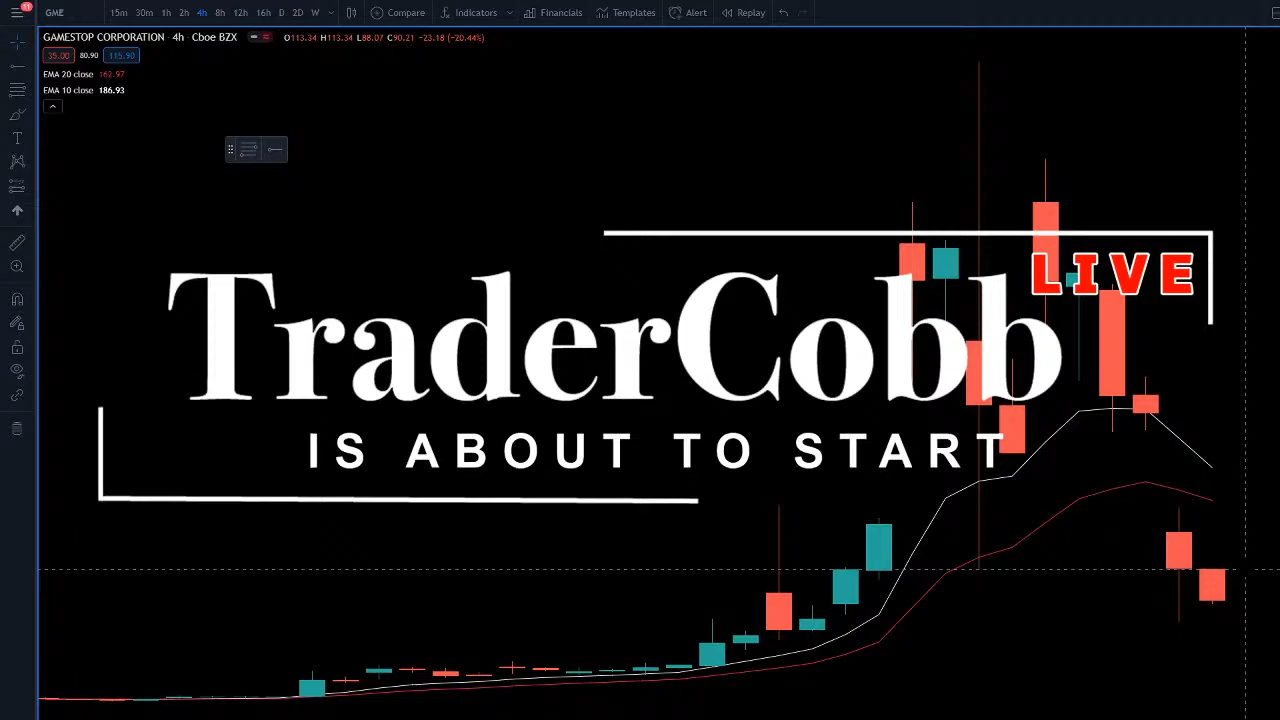 11
GME 15m 30m 1h 2h 4h 8h 12h 16h D 2D W Compare Indicators Financials Templates Alert Replay
GAMESTOP CORPORATION · 4h · Cboe BZX O113.34 H113.34 L88.07 C90.21 −23.18 (−20.44%)
35.00 80.90 115.90
EMA 20 close 162.97
EMA 10 close 186.93
T
LIVE
TraderCobb
IS ABOUT TO START